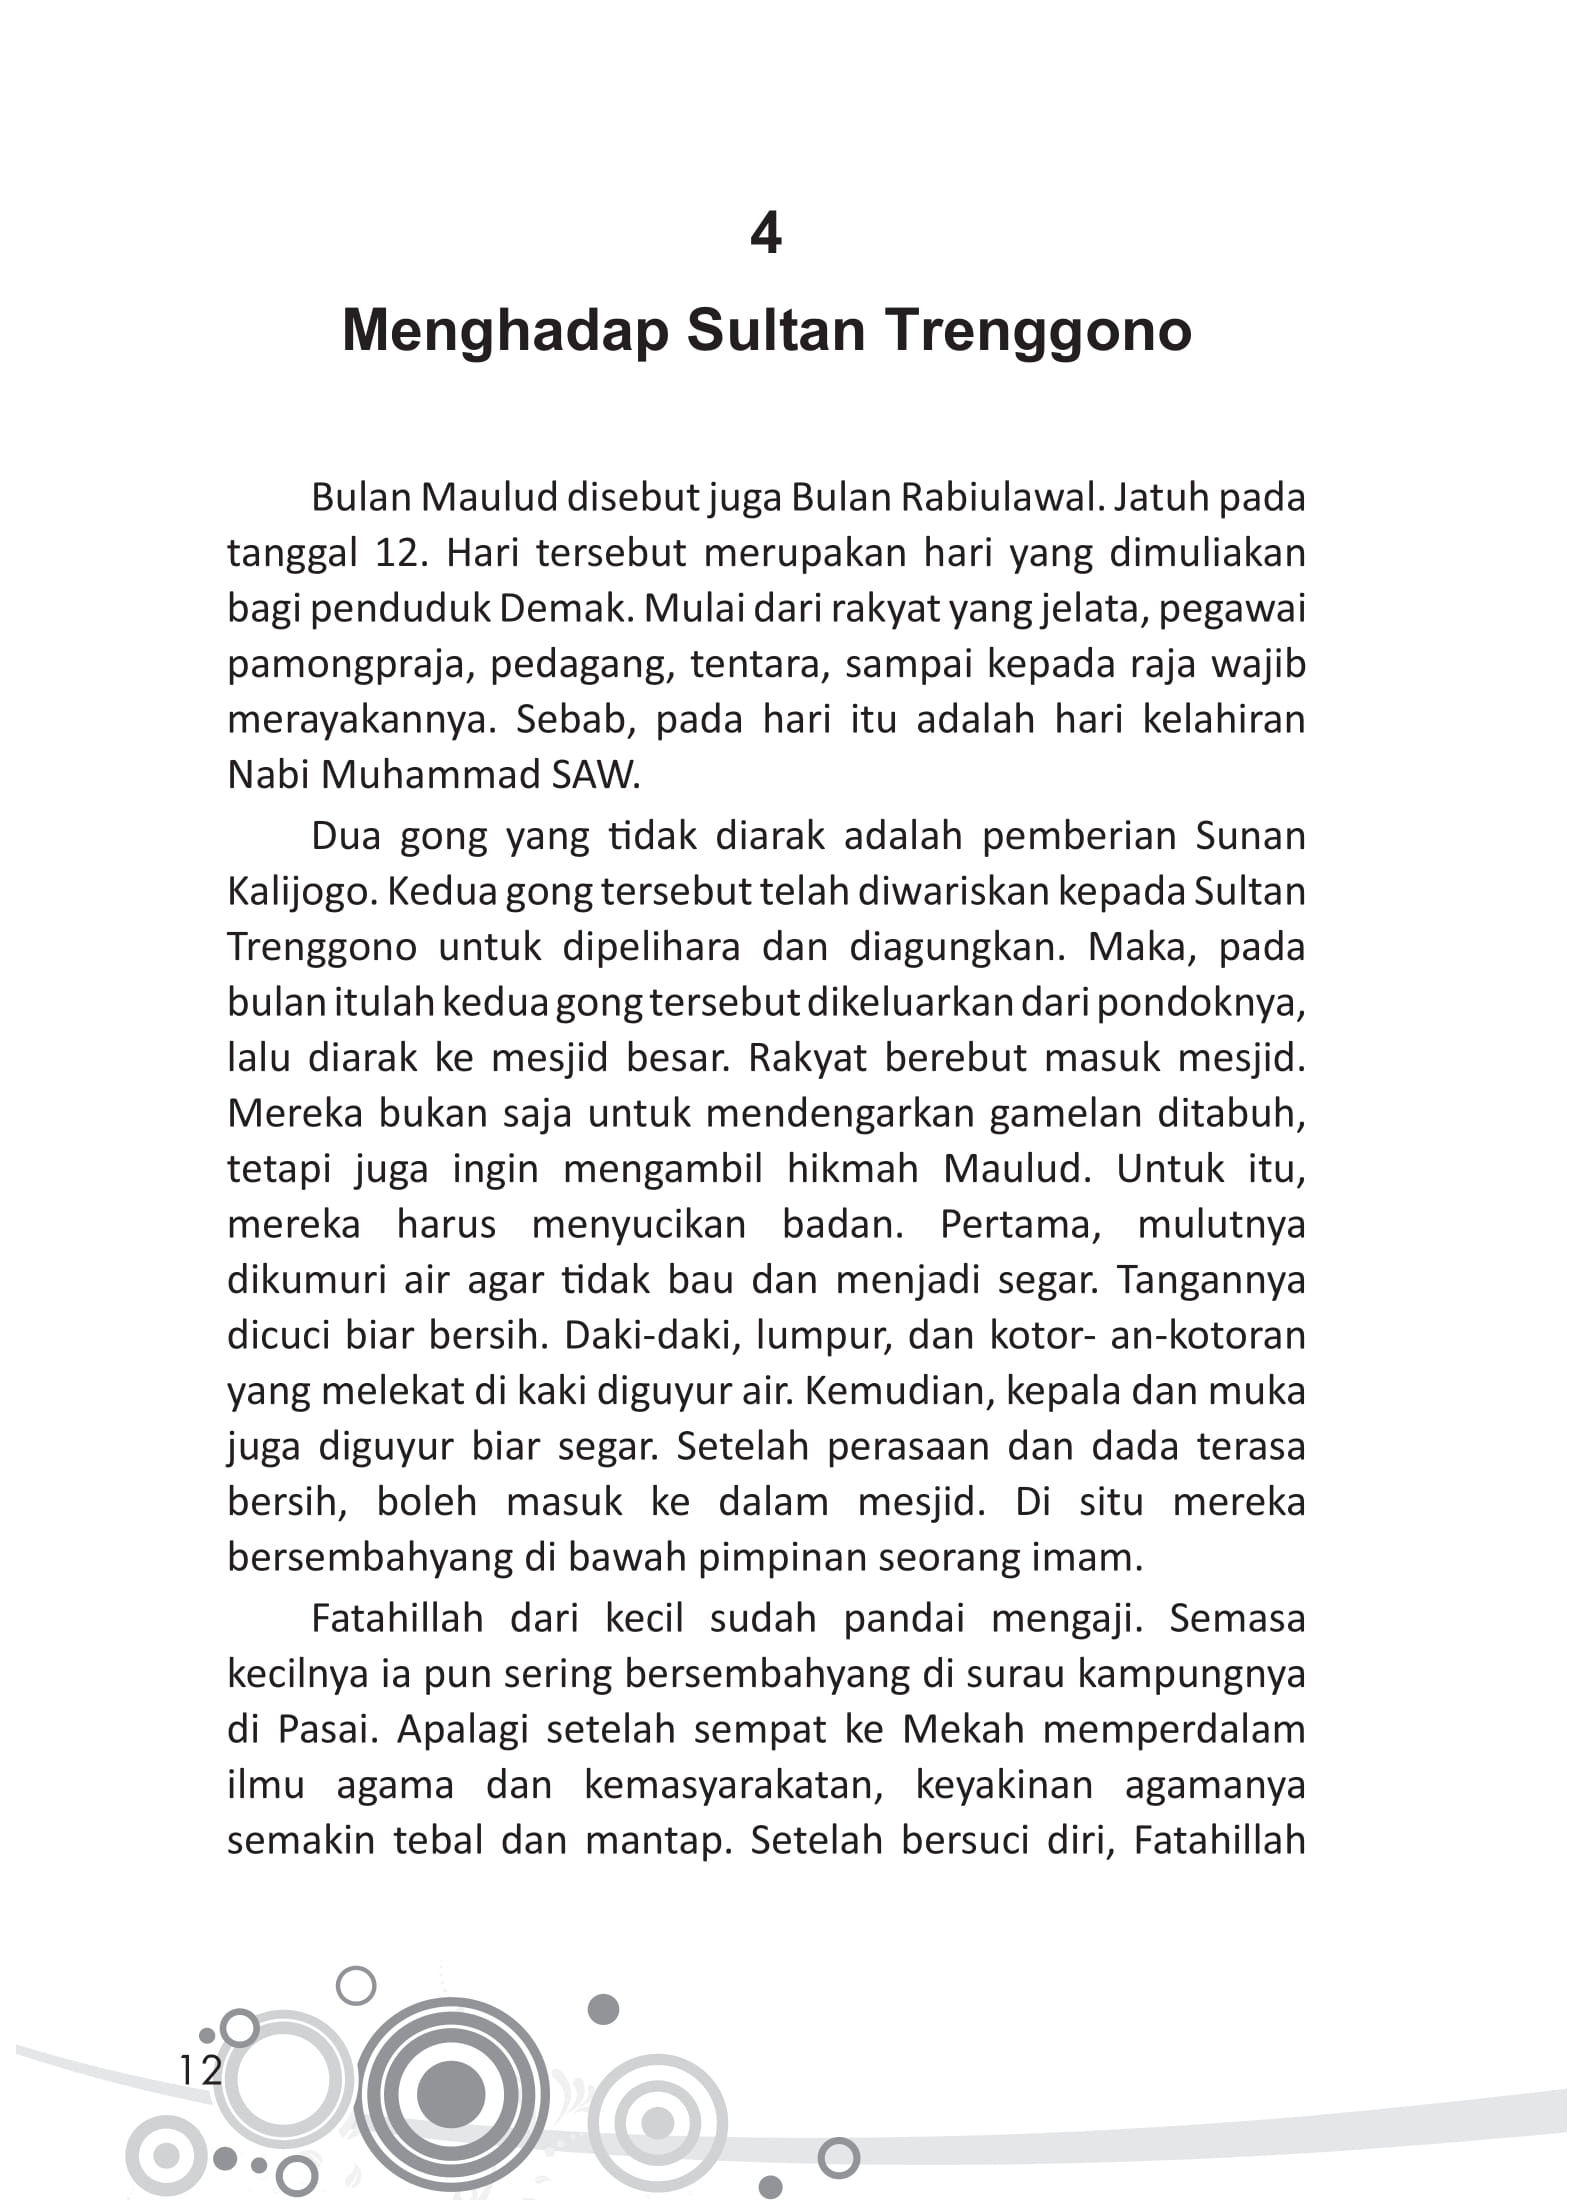 4
Menghadap Sultan Trenggono
Bulan Maulud disebut juga Bulan Rabiulawal. Jatuh pada
tanggal 12. Hari tersebut merupakan hari yang dimuliakan
bagi penduduk Demak. Mulai dari rakyat yang jelata, pegawai
pamongpraja, pedagang, tentara, sampai kepada raja wajib
merayakannya. Sebab, pada hari itu adalah hari kelahiran
Nabi Muhammad SAW.
Dua gong yang tidak diarak adalah pemberian Sunan
Kalijogo. Kedua gong tersebut telah diwariskan kepada Sultan
Trenggono untuk dipelihara dan diagungkan. Maka, pada
bulan itulah kedua gong tersebut dikeluarkan dari pondoknya,
lalu diarak ke mesjid besar. Rakyat berebut masuk mesjid.
Mereka bukan saja untuk mendengarkan gamelan ditabuh,
tetapi juga ingin mengambil hikmah Maulud. Untuk itu,
mereka harus menyucikan badan. Pertama, mulutnya
dikumuri air agar tidak bau dan menjadi segar. Tangannya
dicuci biar bersih. Daki-daki, lumpur, dan kotor- an-kotoran
yang melekat di kaki diguyur air. Kemudian, kepala dan muka
juga diguyur biar segar. Setelah perasaan dan dada terasa
bersih, boleh masuk ke dalam mesjid. Di situ mereka
bersembahyang di bawah pimpinan seorang imam.
Fatahillah dari kecil sudah pandai mengaji. Semasa
kecilnya ia pun sering bersembahyang di surau kampungnya
di Pasai. Apalagi setelah sempat ke Mekah memperdalam
ilmu agama dan kemasyarakatan, keyakinan agamanya
semakin tebal dan mantap. Setelah bersuci diri, Fatahillah
12